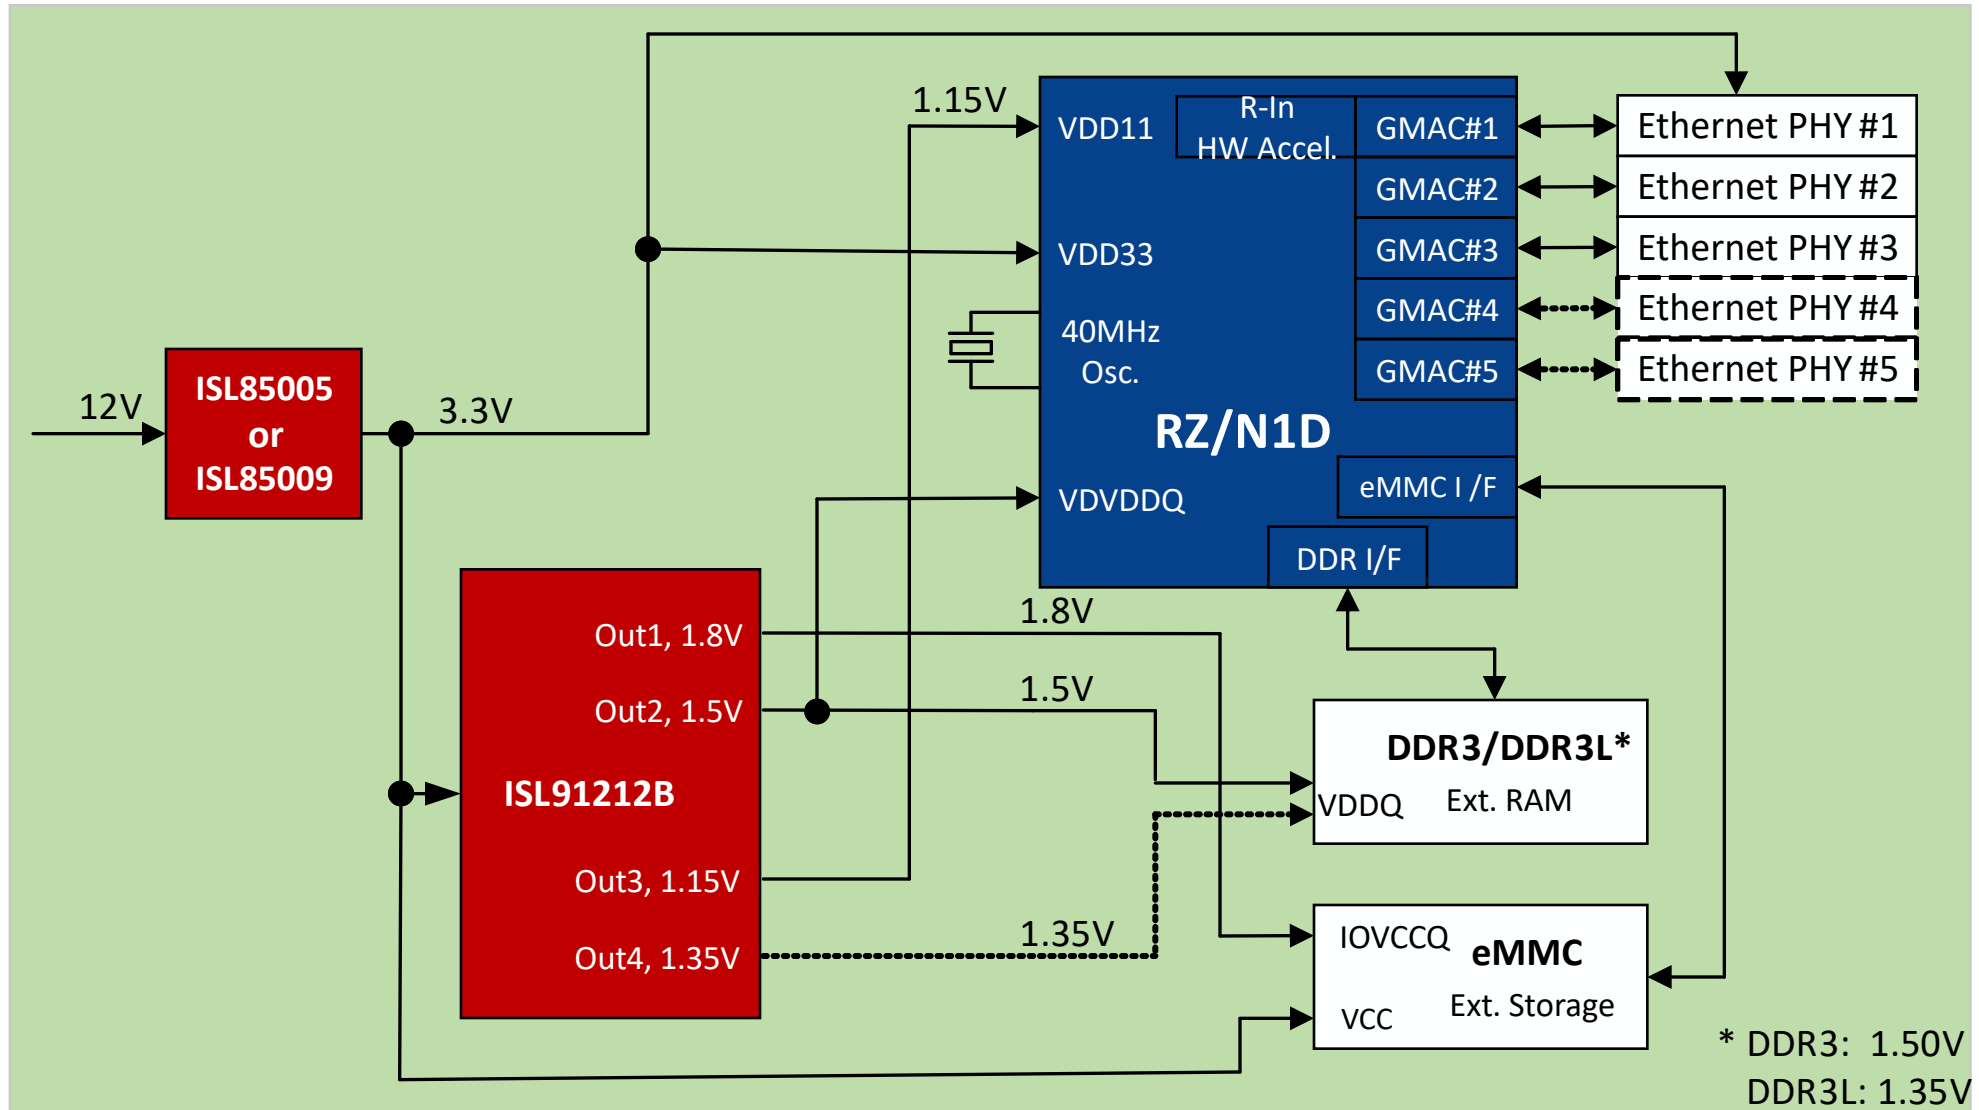 1.15V
VDD11
R-In
HW Accel.
GMAC#1
Ethernet PHY #1
GMAC#2
Ethernet PHY #2
VDD33
GMAC#3
Ethernet PHY #3
GMAC#4
Ethernet PHY #4
40MHz
Osc.
GMAC#5
Ethernet PHY #5
12V
ISL85005
or
ISL85009
3.3V
RZ/N1D
VDVDDQ
eMMC I /F
DDR I/F
Out1, 1.8V
1.8V
Out2, 1.5V
1.5V
ISL91212B
DDR3/DDR3L*
VDDQ
Ext. RAM
Out3, 1.15V
Out4, 1.35V
1.35V
IOVCCQ
eMMC
Ext. Storage
VCC
* DDR3: 1.50V
DDR3L: 1.35V